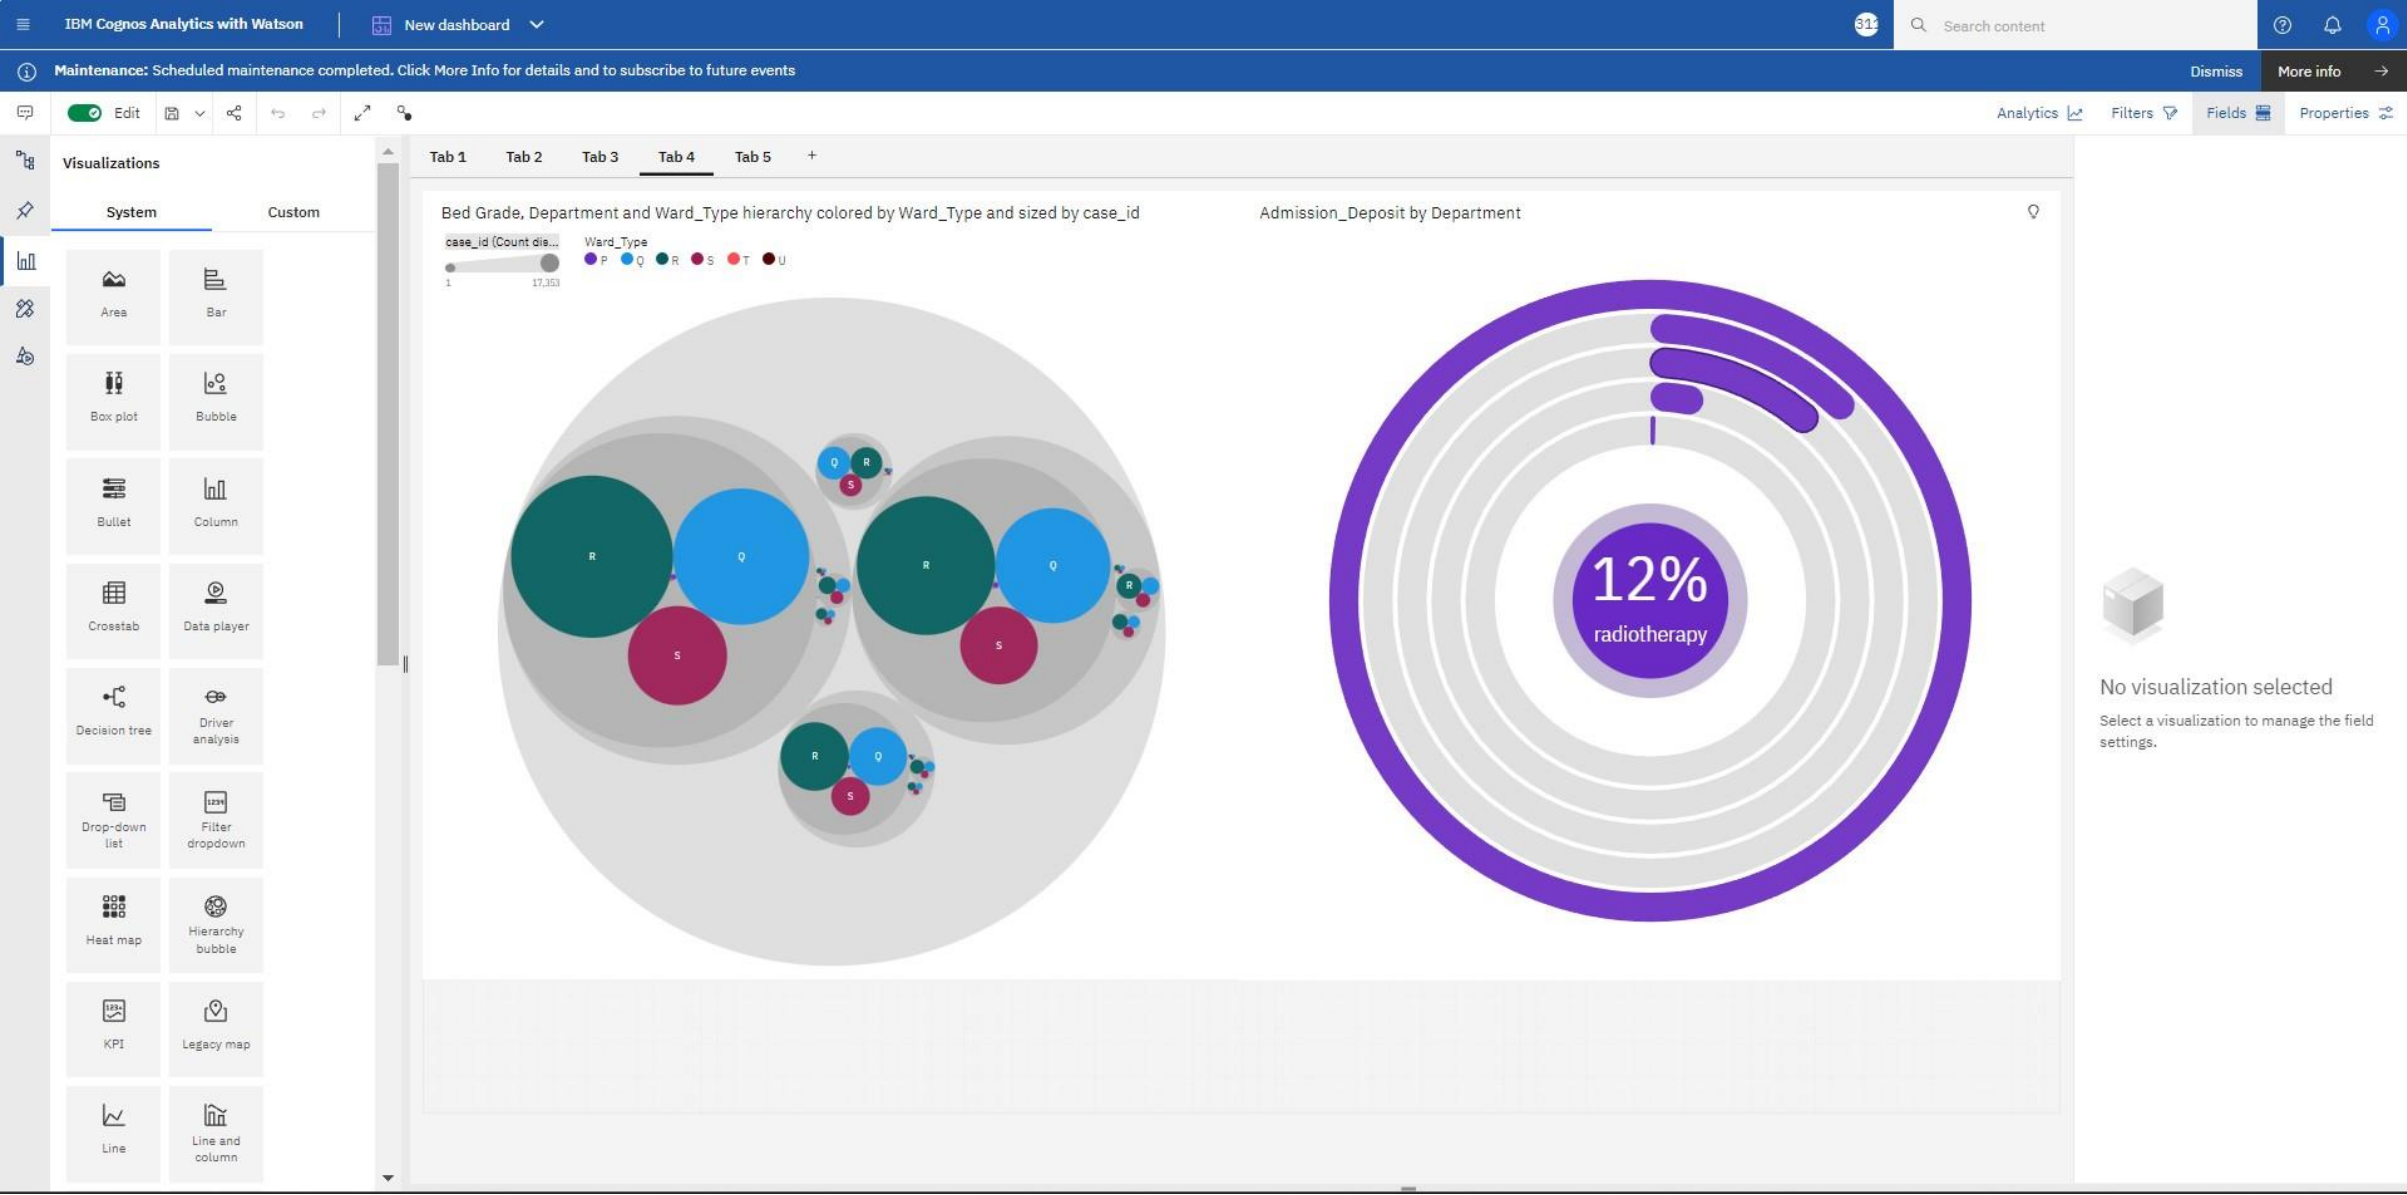 IBM Cognos Analytics with Watson
New dashboard
311
Search content
Maintenance: Scheduled maintenance completed. Click More Info for details and to subscribe to future events
Dismiss
More info
Edit
Analytics
Filters
Fields
Properties
Visualizations
System
Custom
Area
Bar
Box plot
Bubble
Bullet
Column
Crosstab
Data player
Decision tree
Driver
analysis
Drop-down
list
Filter
dropdown
Heat map
Hierarchy
bubble
KPI
Legacy map
Line
Line and
column
Tab 1
Tab 2
Tab 3
Tab 4
Tab 5
Bed Grade, Department and Ward_Type hierarchy colored by Ward_Type and sized by case_id
case_id (Count dis...
1
17,353
Ward_Type
P Q R S T U
Q
R
S
R
Q
S
R
Q
S
R
R
Q
S
Admission_Deposit by Department
12%
radiotherapy
No visualization selected
Select a visualization to manage the field
settings.